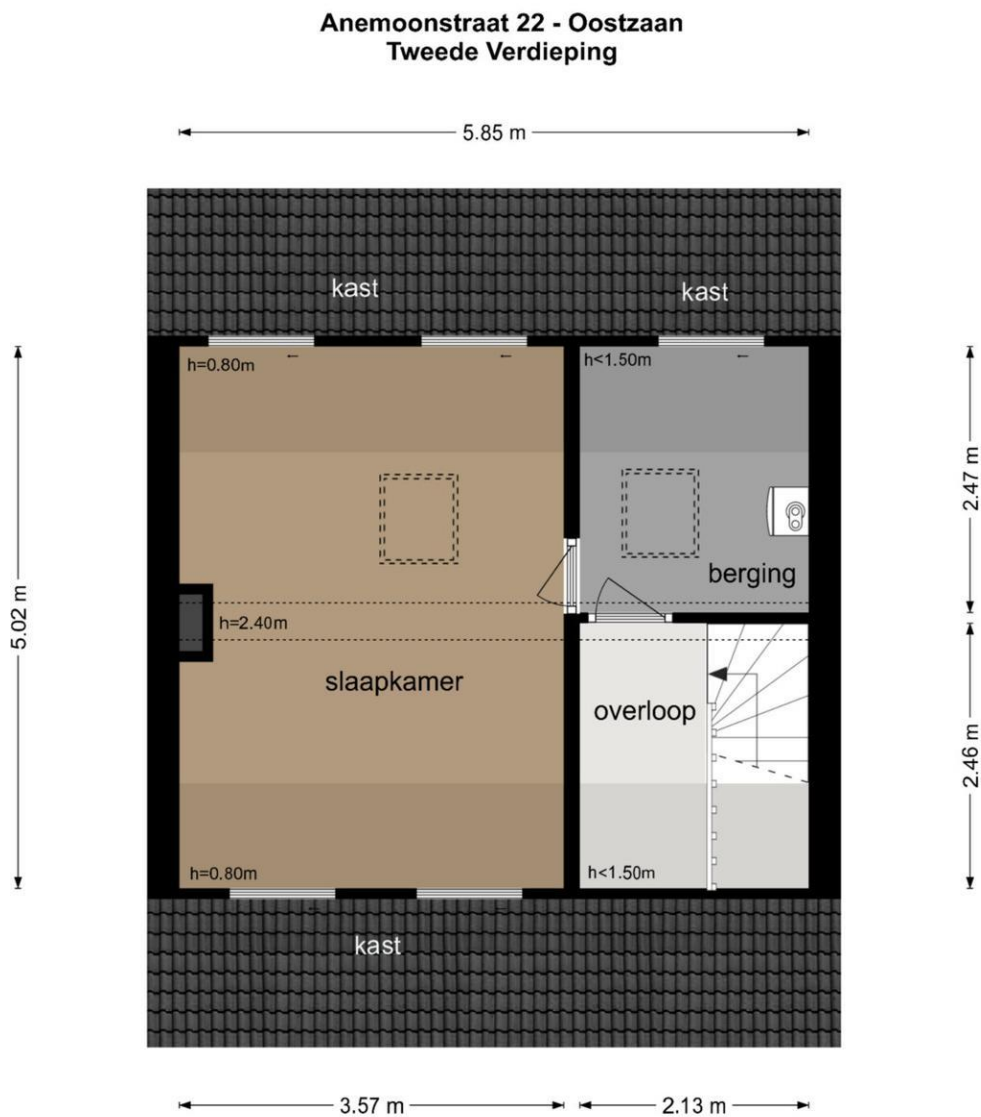 Anemoonstraat 22 - Oostzaan
Tweede Verdieping
5.85 m
kast
kast
h=0.80m
h<1.50m
2.47 m
berging
5.02 m
h=2.40m
slaapkamer
overloop
2.46 m
h=0.80m
h<1.50m
kast
3.57 m
2.13 m